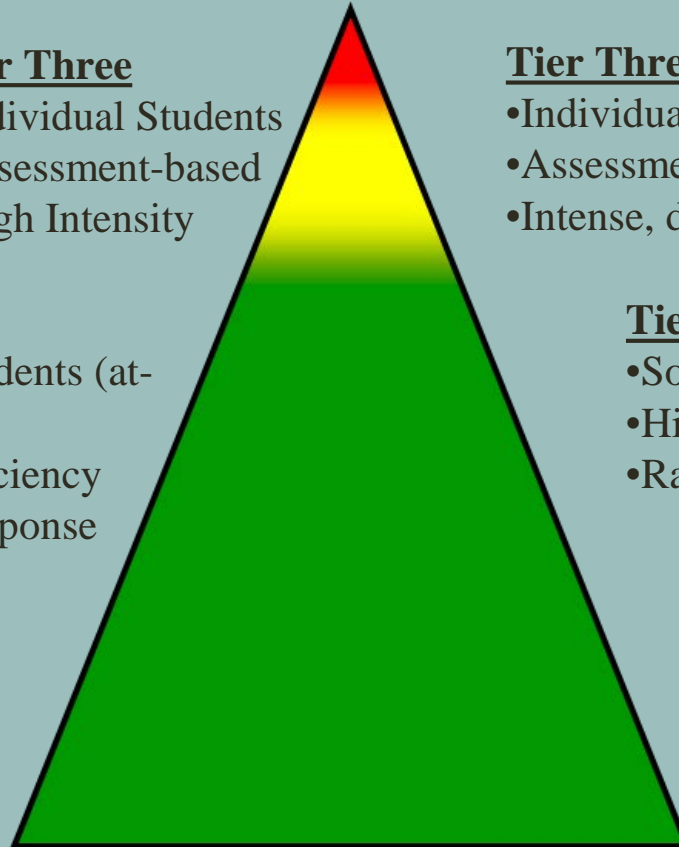 r Three
dividual Students
sessment-based
gh Intensity
dents (at-
ciency
ponse
Tier Thre
•Individua
•Assessme
•Intense, d
Tie
•So
•Hi
•Ra